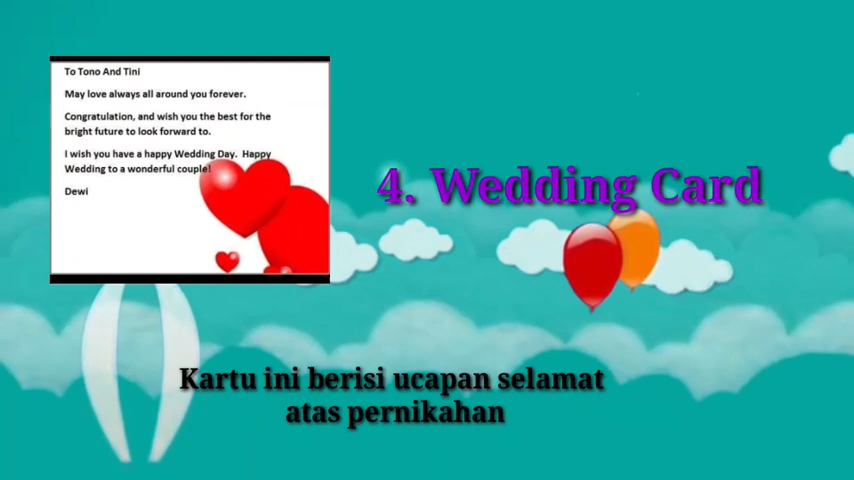 To Tono And Tini
May love always all around you forever.
Congratulation, and wish you the best for the
bright future to look forward to.
I wish you have a happy Wedding Day.  Happy
Wedding to a wonderful couple!
Dewi
4. Wedding Card
Kartu ini berisi ucapan selamat
atas pernikahan